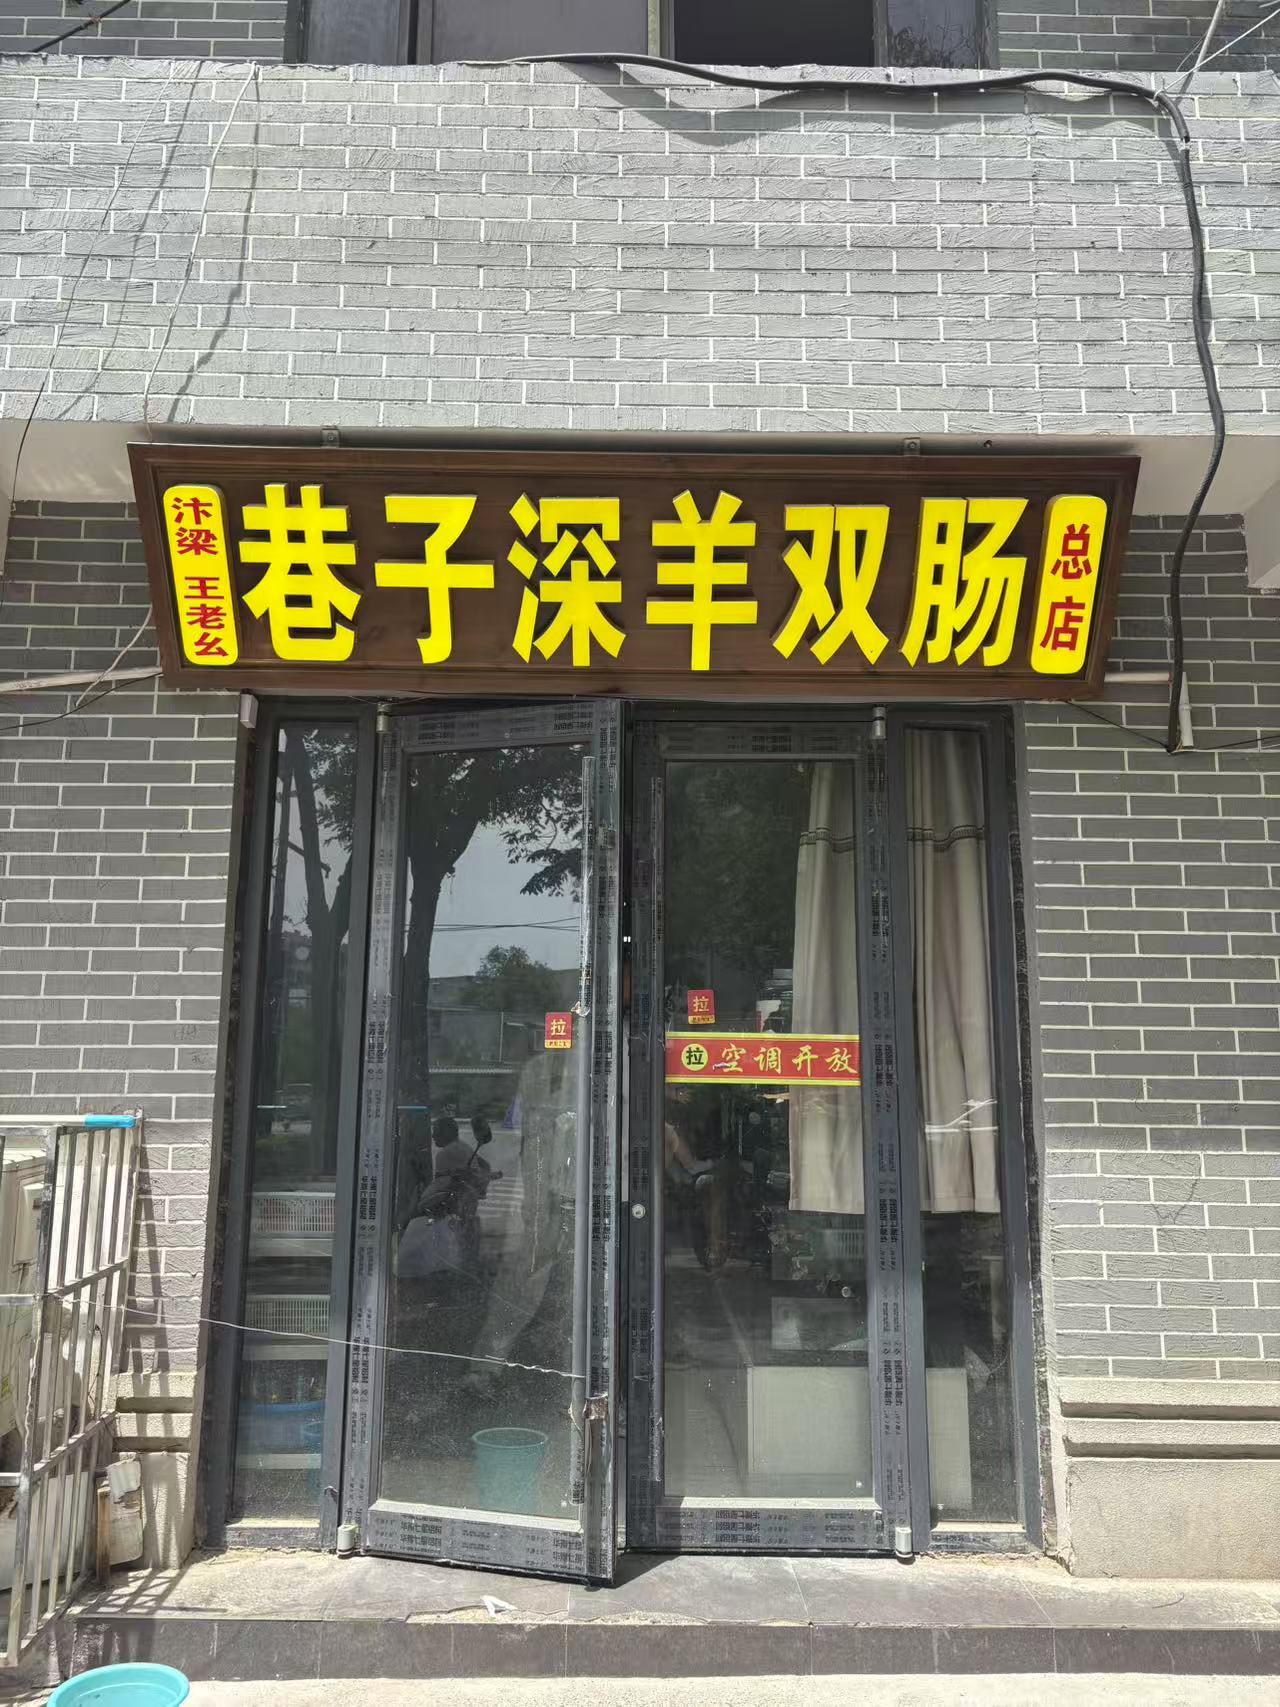 汴梁 王老幺
巷子深羊双肠
总店
拉
拉
拉 空调开放